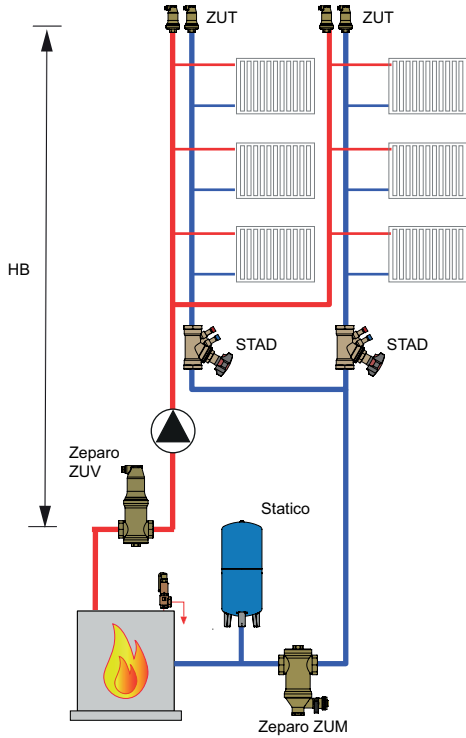 ZUT
ZUT
HB
STAD
STAD
Zeparo
ZUV
Statico
Zeparo ZUM